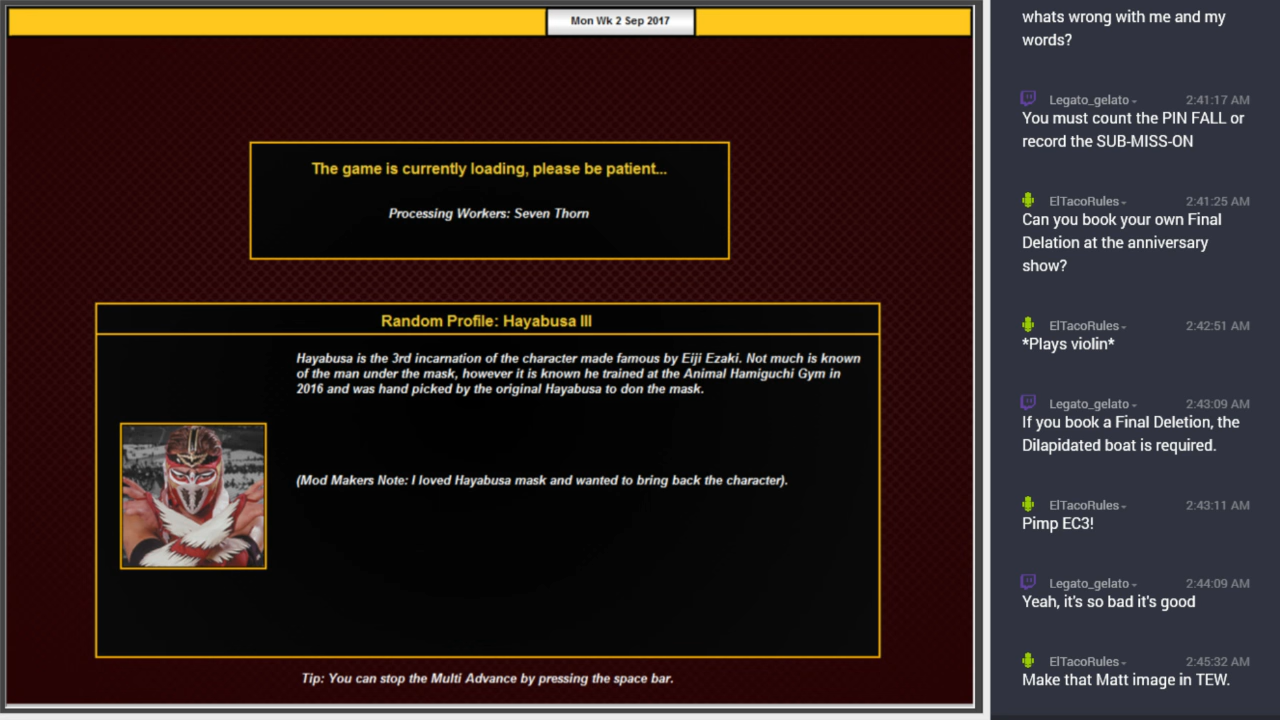 Mon Wk 2 Sep 2017
The game is currently loading, please be patient...
Processing Workers: Seven Thorn
Random Profile: Hayabusa III
Hayabusa is the 3rd incarnation of the character made famous by Eiji Ezaki. Not much is known
of the man under the mask, however it is known he trained at the Animal Hamiguchi Gym in
2016 and was hand picked by the original Hayabusa to don the mask.
(Mod Makers Note: I loved Hayabusa mask and wanted to bring back the character).
Tip: You can stop the Multi Advance by pressing the space bar.
whats wrong with me and my
words?
Legato_gelato 2:41:17 AM
You must count the PIN FALL or
record the SUB-MISS-ON
ElTacoRules 2:41:25 AM
Can you book your own Final
Delation at the anniversary
show?
ElTacoRules 2:42:51 AM
*Plays violin*
Legato_gelato 2:43:09 AM
If you book a Final Deletion, the
Dilapidated boat is required.
ElTacoRules 2:43:11 AM
Pimp EC3!
Legato_gelato 2:44:09 AM
Yeah, it's so bad it's good
ElTacoRules 2:45:32 AM
Make that Matt image in TEW.